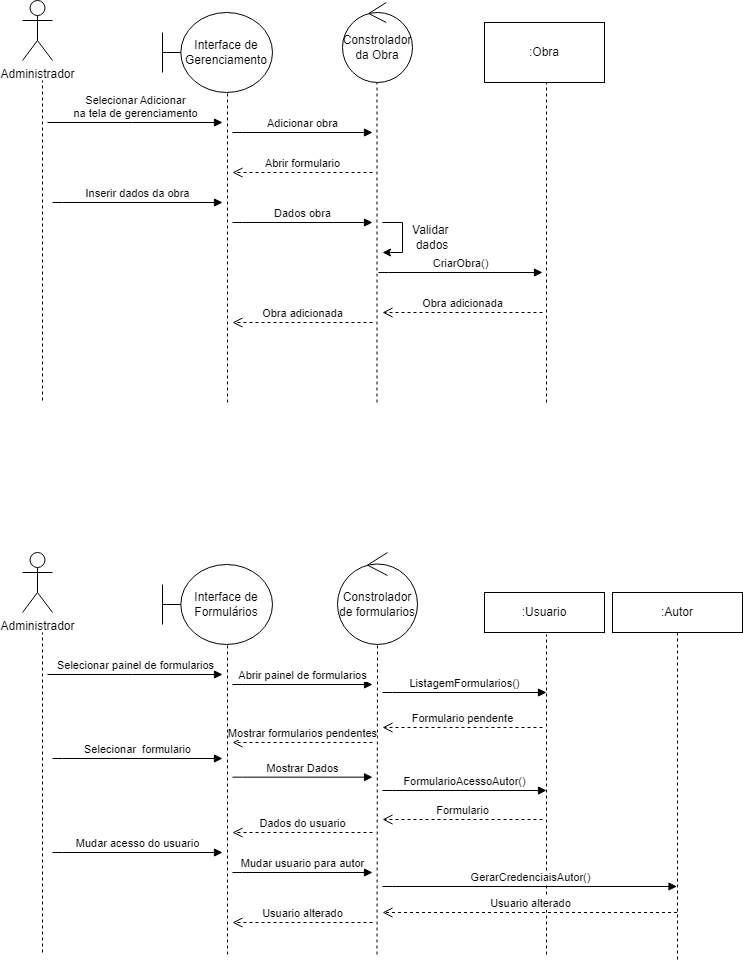 Administrador
Interface de
Gerenciamento
Constrolador
da Obra
:Obra
Selecionar Adicionar
na tela de gerenciamento
Adicionar obra
Abrir formulario
Inserir dados da obra
Dados obra
Validar
dados
CriarObra()
Obra adicionada
Obra adicionada
Administrador
Interface de
Formulários
Constrolador
de formularios
:Usuario
:Autor
Selecionar painel de formularios
Abrir painel de formularios
ListagemFormularios()
Formulario pendente
Mostrar formularios pendentes
Selecionar formulario
Mostrar Dados
FormularioAcessoAutor()
Formulario
Dados do usuario
Mudar acesso do usuario
Mudar usuario para autor
GerarCredenciaisAutor()
Usuario alterado
Usuario alterado